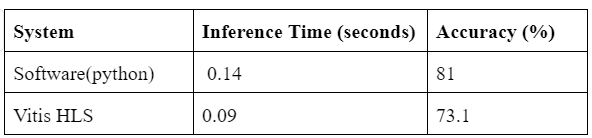 System Inference Time (seconds) Accuracy (%)
Software(python) 0.14 81
Vitis HLS 0.09 73.1